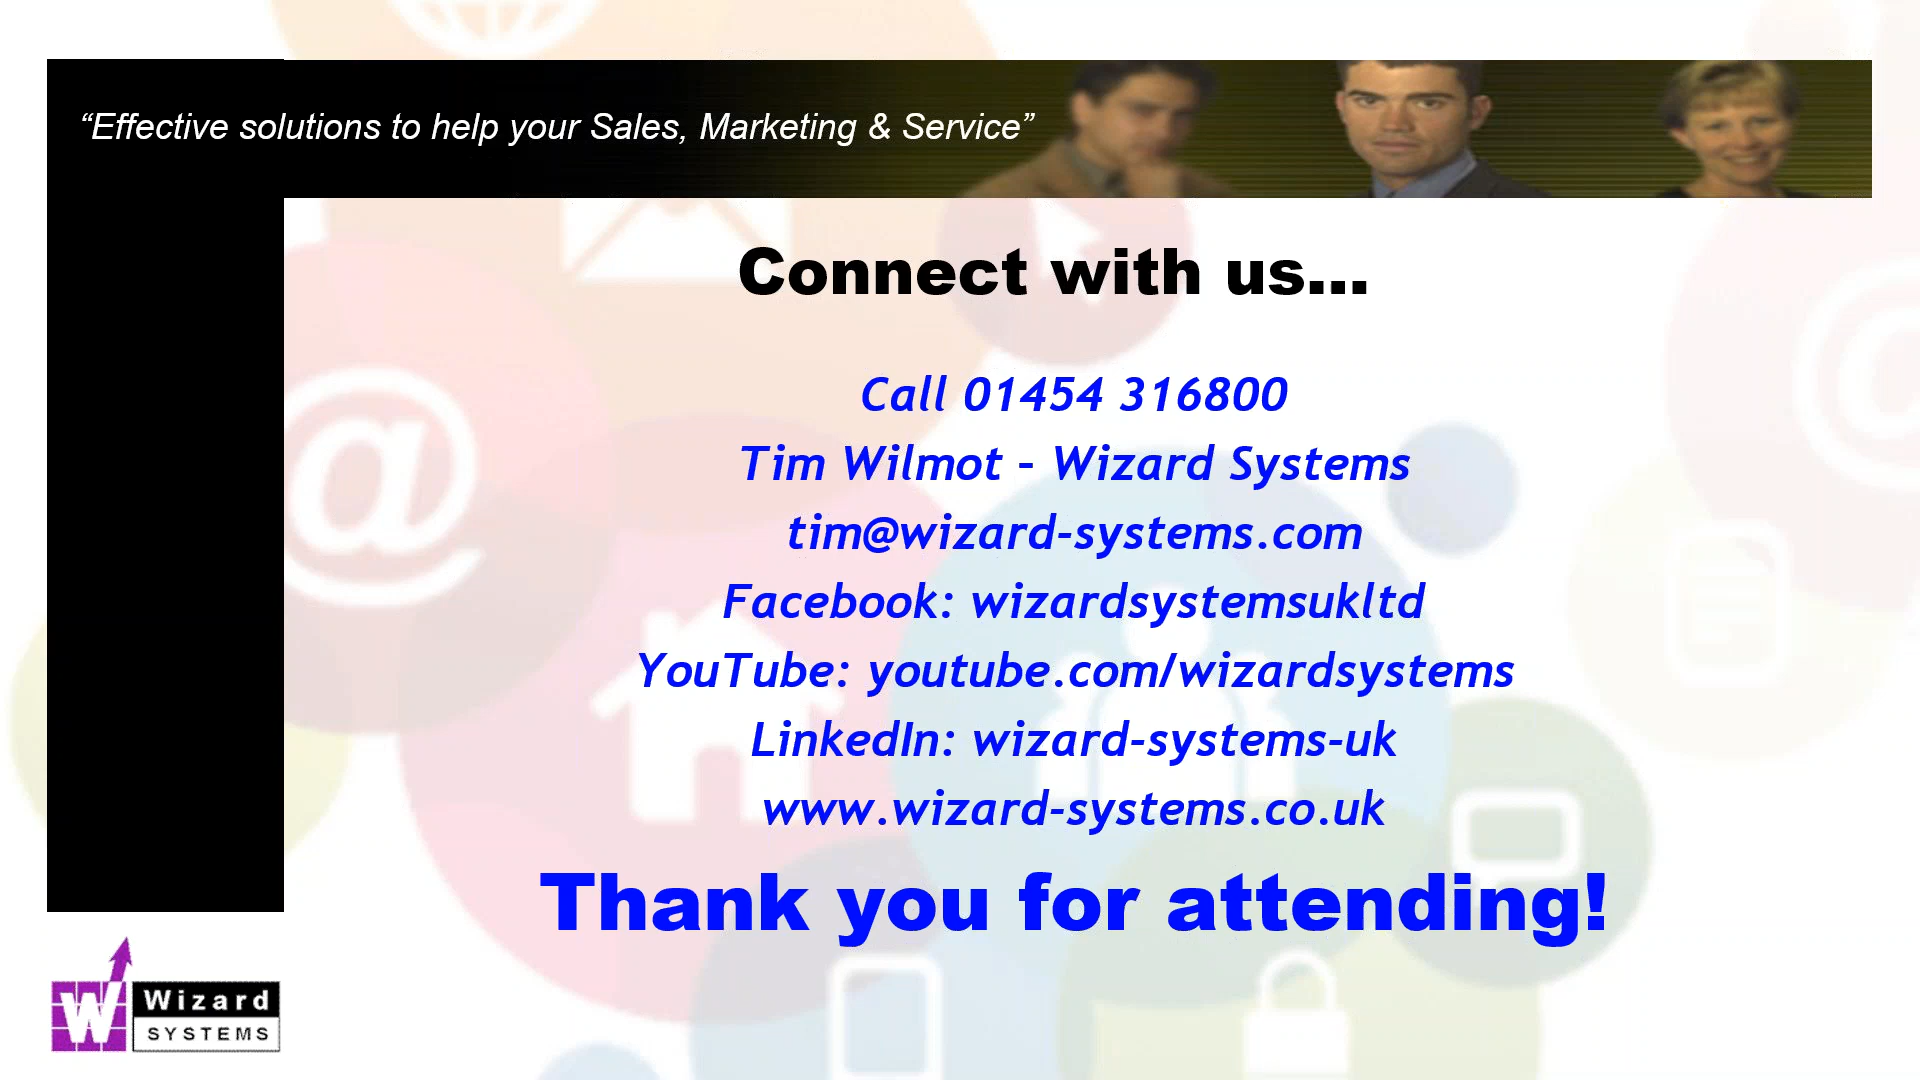 “Effective solutions to help your Sales, Marketing & Service”
Connect with us...
Call 01454 316800
Tim Wilmot – Wizard Systems
tim@wizard-systems.com
Facebook: wizardsystemsukltd
YouTube: youtube.com/wizardsystems
LinkedIn: wizard-systems-uk
www.wizard-systems.co.uk
Thank you for attending!
W
Wizard
SYSTEMS